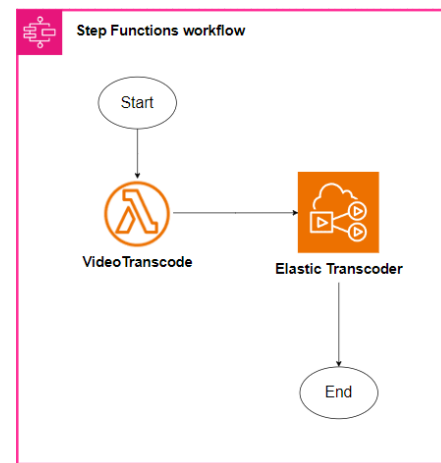 Step Functions workflow
Start
VideoTranscode
Elastic Transcoder
End